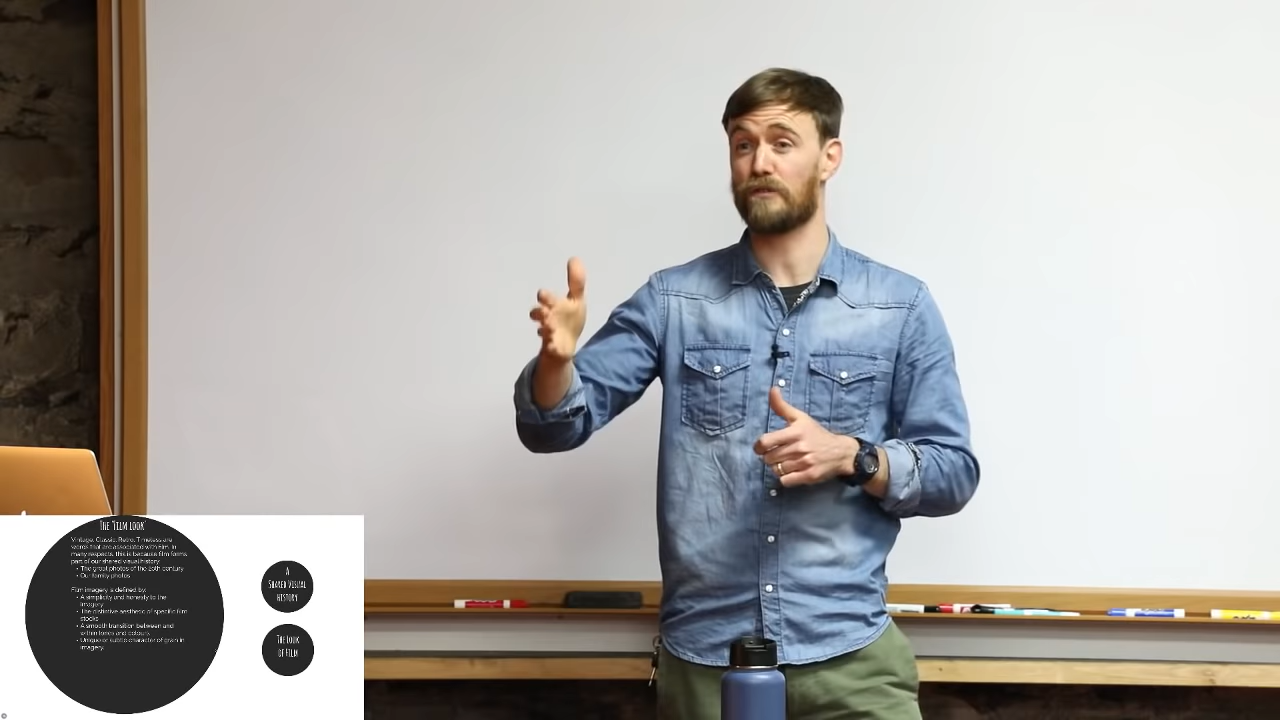 The 'Film Look'
Vintage, Classic, Retro, Timeless are
words that are associated with Film. In
many respects, this is because film forms
part of our shared visual history:
• The great photos of the 20th century
• Our family photos
Film imagery is defined by:
• A simplicity and honesty to the
imagery.
• The distinctive aesthetic of specific film
stocks.
• A smooth transition between and
within tones and colours.
• Unique or subtle character of grain in
imagery.
A
Shared Visual
History
The Look
of Film